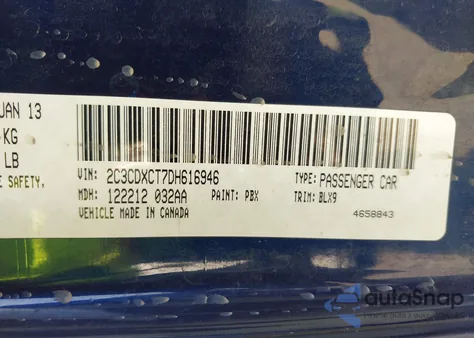 JAN 13
KG
LB
E SAFETY.
VIN: 2C3CDXCT7DH616946
TYPE: PASSENGER CAR
MDH: 122212 032AA
PAINT: PBX
TRIM: BLX9
VEHICLE MADE IN CANADA
4658843
autoSnap